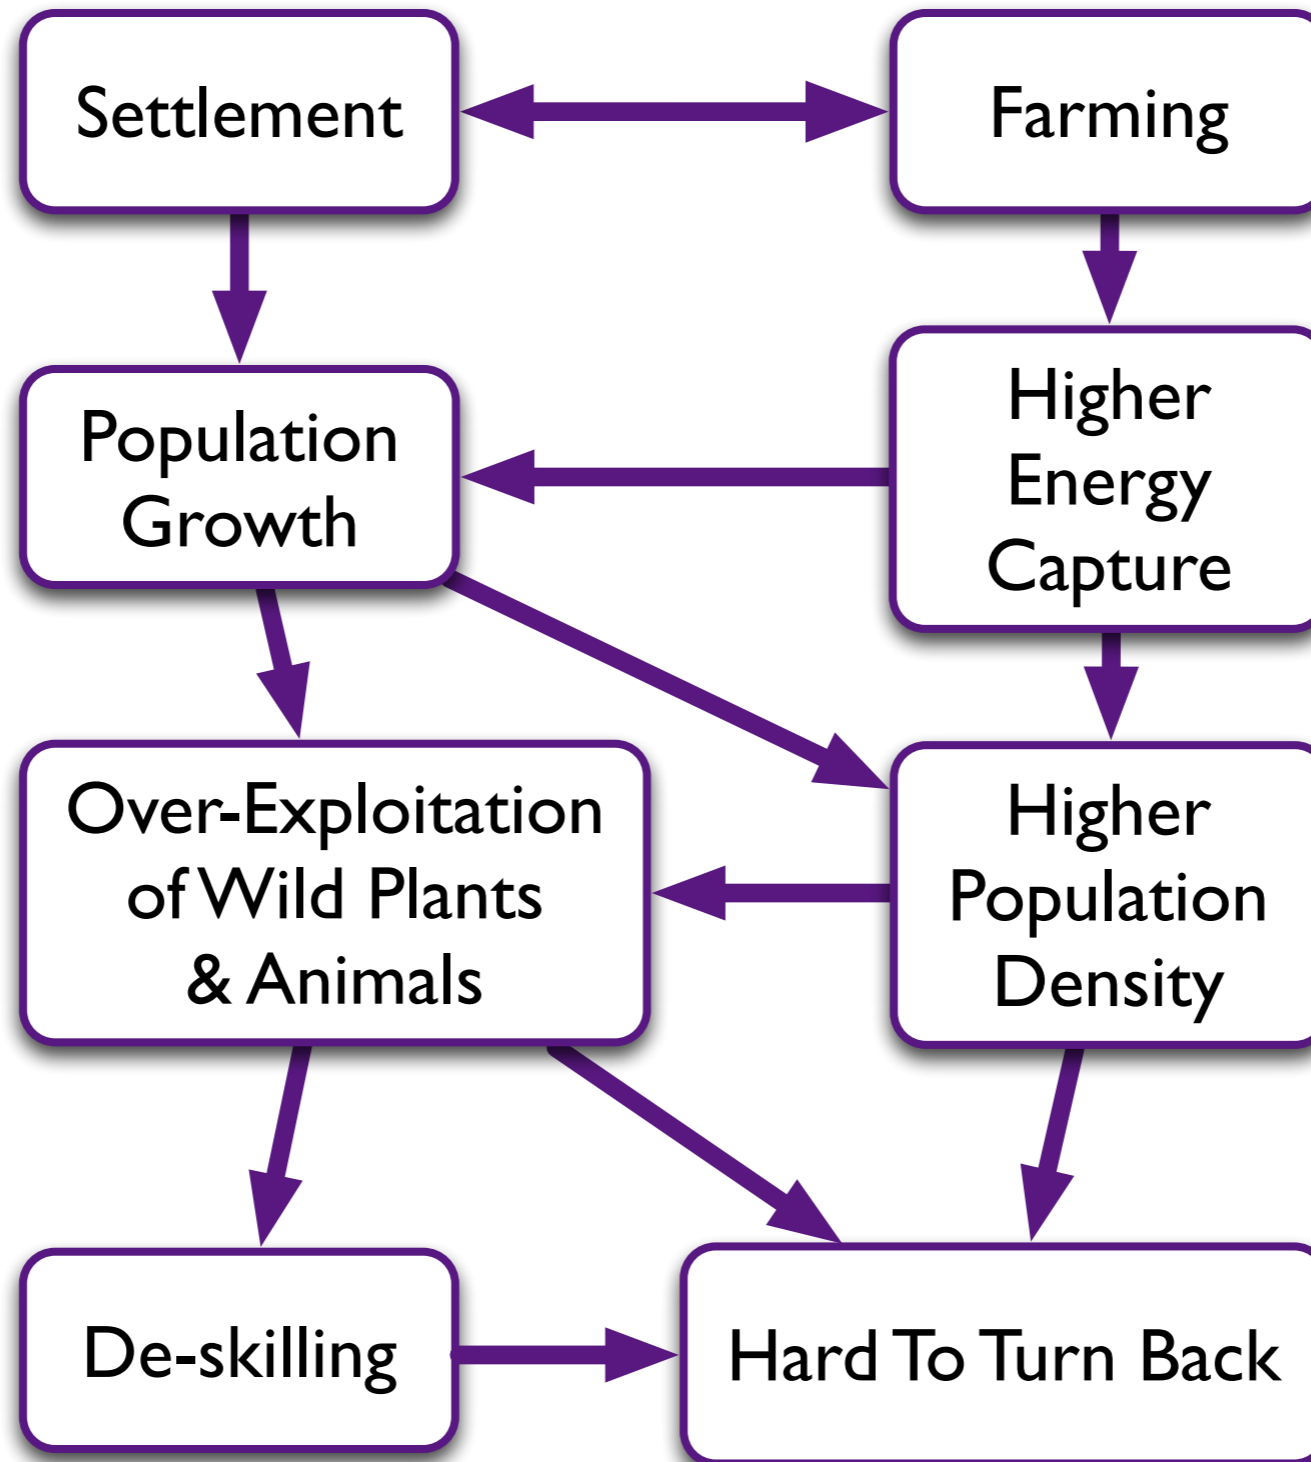 Settlement
Farming
Population
Growth
Higher
Energy
Capture
Over-Exploitation
of Wild Plants
& Animals
Higher
Population
Density
De-skilling
Hard To Turn Back